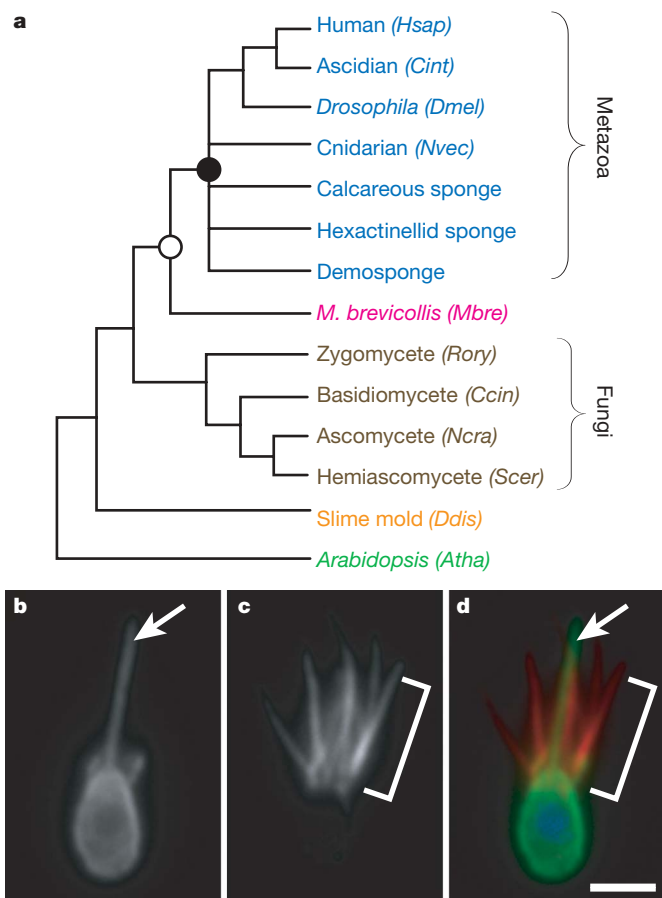 a
Human (Hsap)
Ascidian (Cint)
Drosophila (Dmel)
Cnidarian (Nvec)
Calcareous sponge
Hexactinellid sponge
Demosponge
Metazoa
M. brevicollis (Mbre)
Zygomycete (Rory)
Basidiomycete (Ccin)
Ascomycete (Ncra)
Hemiascomycete (Scer)
Fungi
Slime mold (Ddis)
Arabidopsis (Atha)
b
c
d